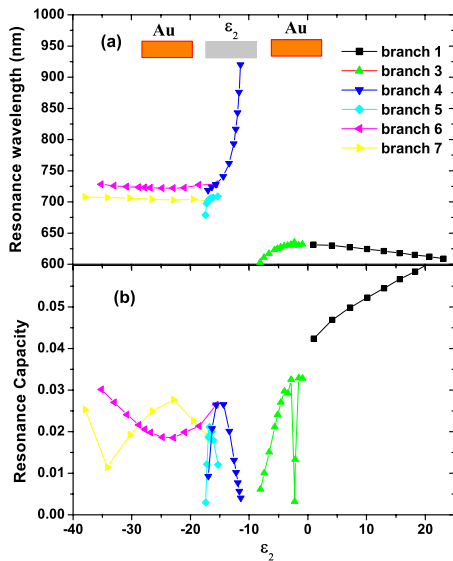 1000
950
900
850
800
750
700
650
600
Resonance wavelength (nm)
(a)
Au
ε2
Au
branch 1
branch 3
branch 4
branch 5
branch 6
branch 7
0.05
0.04
0.03
0.02
0.01
0.00
Resonance Capacity
(b)
-40 -30 -20 -10 0 10 20
ε2